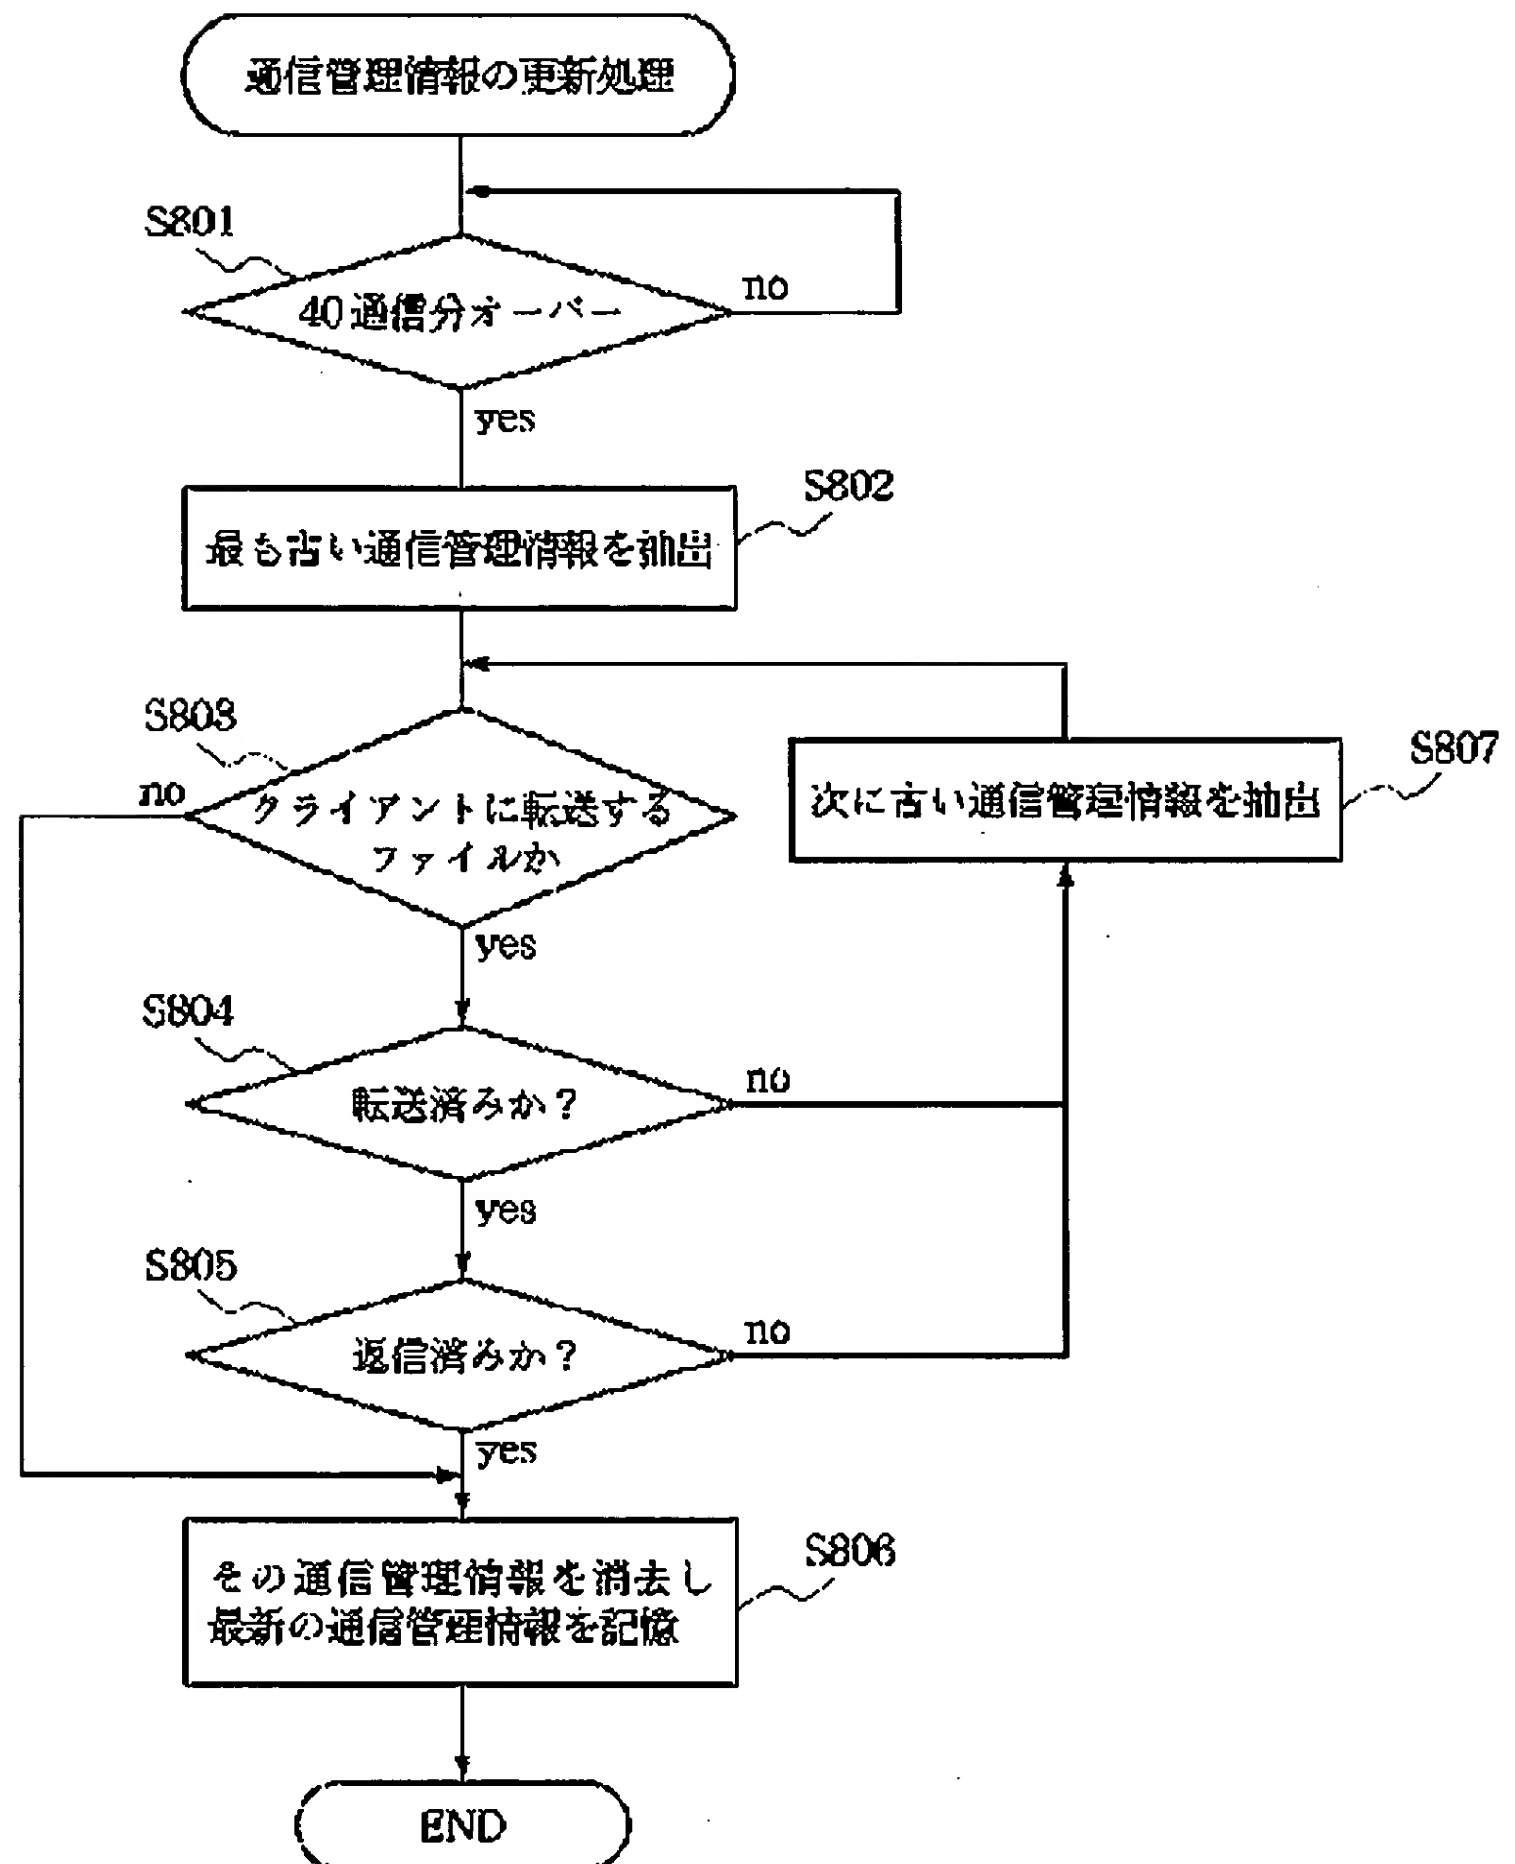 通信管理情報の更新処理
S801
40通信分オーバー
no
yes
S802
最も古い通信管理情報を抽出
S803
no
クライアントに転送する
ファイルか
S807
次に古い通信管理情報を抽出
yes
S804
転送済みか?
no
yes
S805
返信済みか?
no
yes
S806
その通信管理情報を消去し
最新の通信管理情報を記憶
END